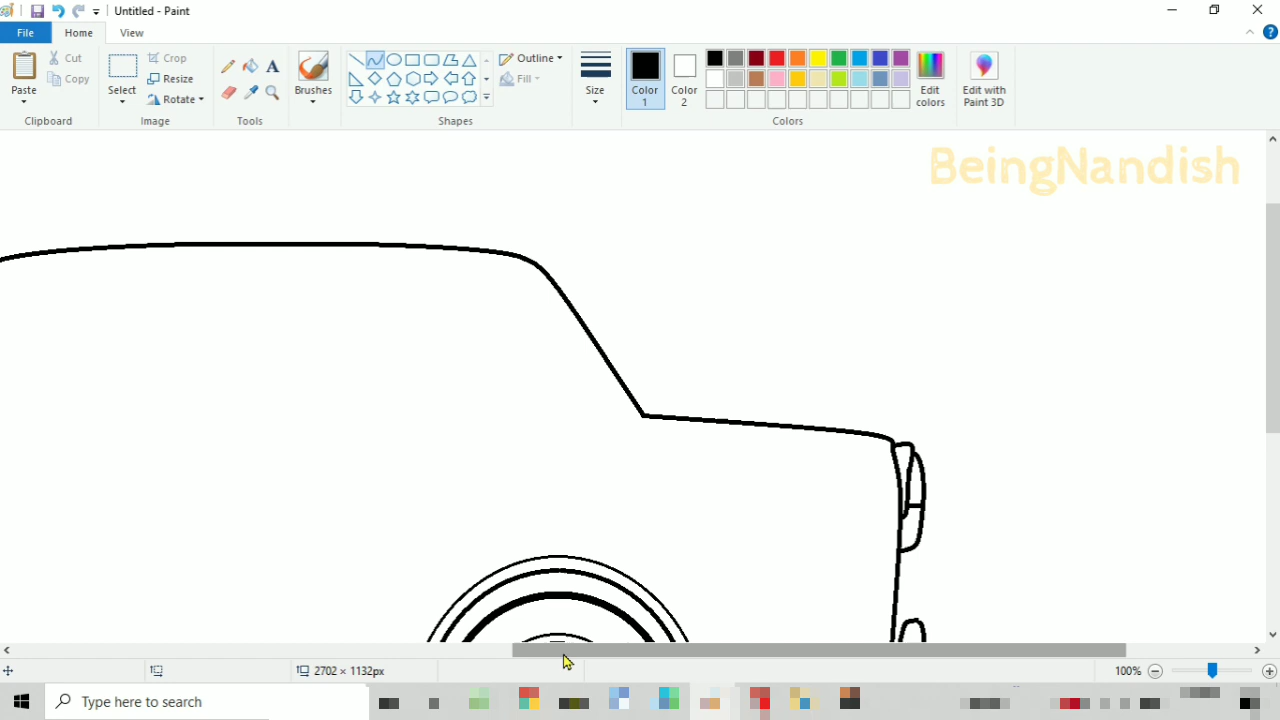 Untitled - Paint
File Home View
Cut Crop Outline
Copy Resize Fill
Paste Select Rotate Brushes Size Color 1 Color 2 Edit colors Edit with Paint 3D
Clipboard Image Tools Shapes Colors
BeingNandish
2702 × 1132px 100%
Type here to search